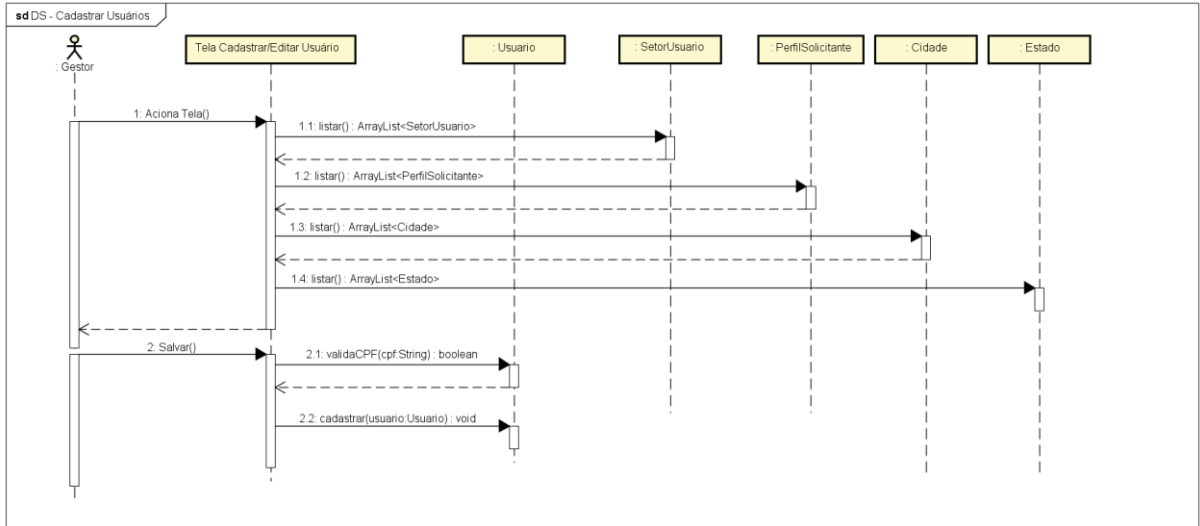 sd DS - Cadastrar Usuários
: Gestor
Tela Cadastrar/Editar Usuário
: Usuario
: SetorUsuario
: PerfilSolicitante
: Cidade
: Estado
1: Aciona Tela()
1.1: listar() : ArrayList<SetorUsuario>
1.2: listar() : ArrayList<PerfilSolicitante>
1.3: listar() : ArrayList<Cidade>
1.4: listar() : ArrayList<Estado>
2: Salvar()
2.1: validaCPF(cpf:String) : boolean
2.2: cadastrar(usuario:Usuario) : void